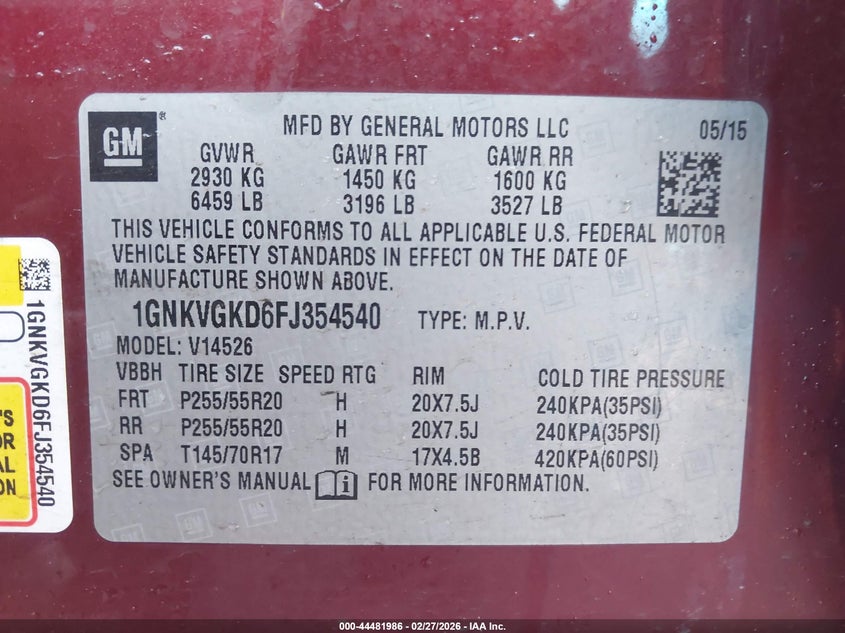 GM
MFD BY GENERAL MOTORS LLC 05/15
GVWR GAWR FRT GAWR RR
2930 KG 1450 KG 1600 KG
6459 LB 3196 LB 3527 LB
THIS VEHICLE CONFORMS TO ALL APPLICABLE U.S. FEDERAL MOTOR
VEHICLE SAFETY STANDARDS IN EFFECT ON THE DATE OF
MANUFACTURE SHOWN ABOVE.
1GNKVGKD6FJ354540 TYPE: M.P.V.
MODEL: V14526
VBBH TIRE SIZE SPEED RTG RIM COLD TIRE PRESSURE
FRT P255/55R20 H 20X7.5J 240KPA(35PSI)
RR P255/55R20 H 20X7.5J 240KPA(35PSI)
SPA T145/70R17 M 17X4.5B 420KPA(60PSI)
SEE OWNER'S MANUAL FOR MORE INFORMATION.
1GNKVGKD6FJ354540
'S
OR
AL
ON
000-44481986 - 02/27/2026 - IAA Inc.